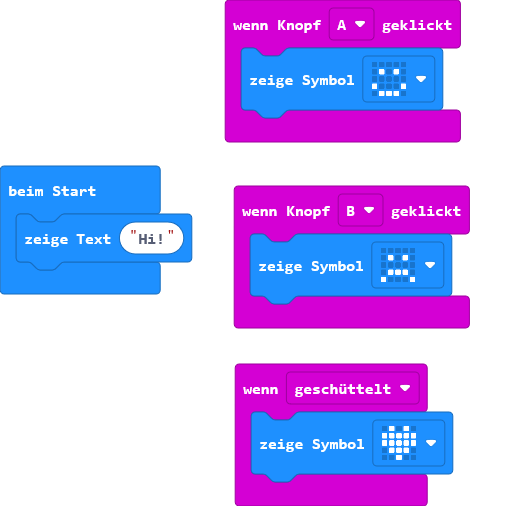 wenn Knopf A geklickt
zeige Symbol
beim Start
zeige Text "Hi!"
wenn Knopf B geklickt
zeige Symbol
wenn geschüttelt
zeige Symbol